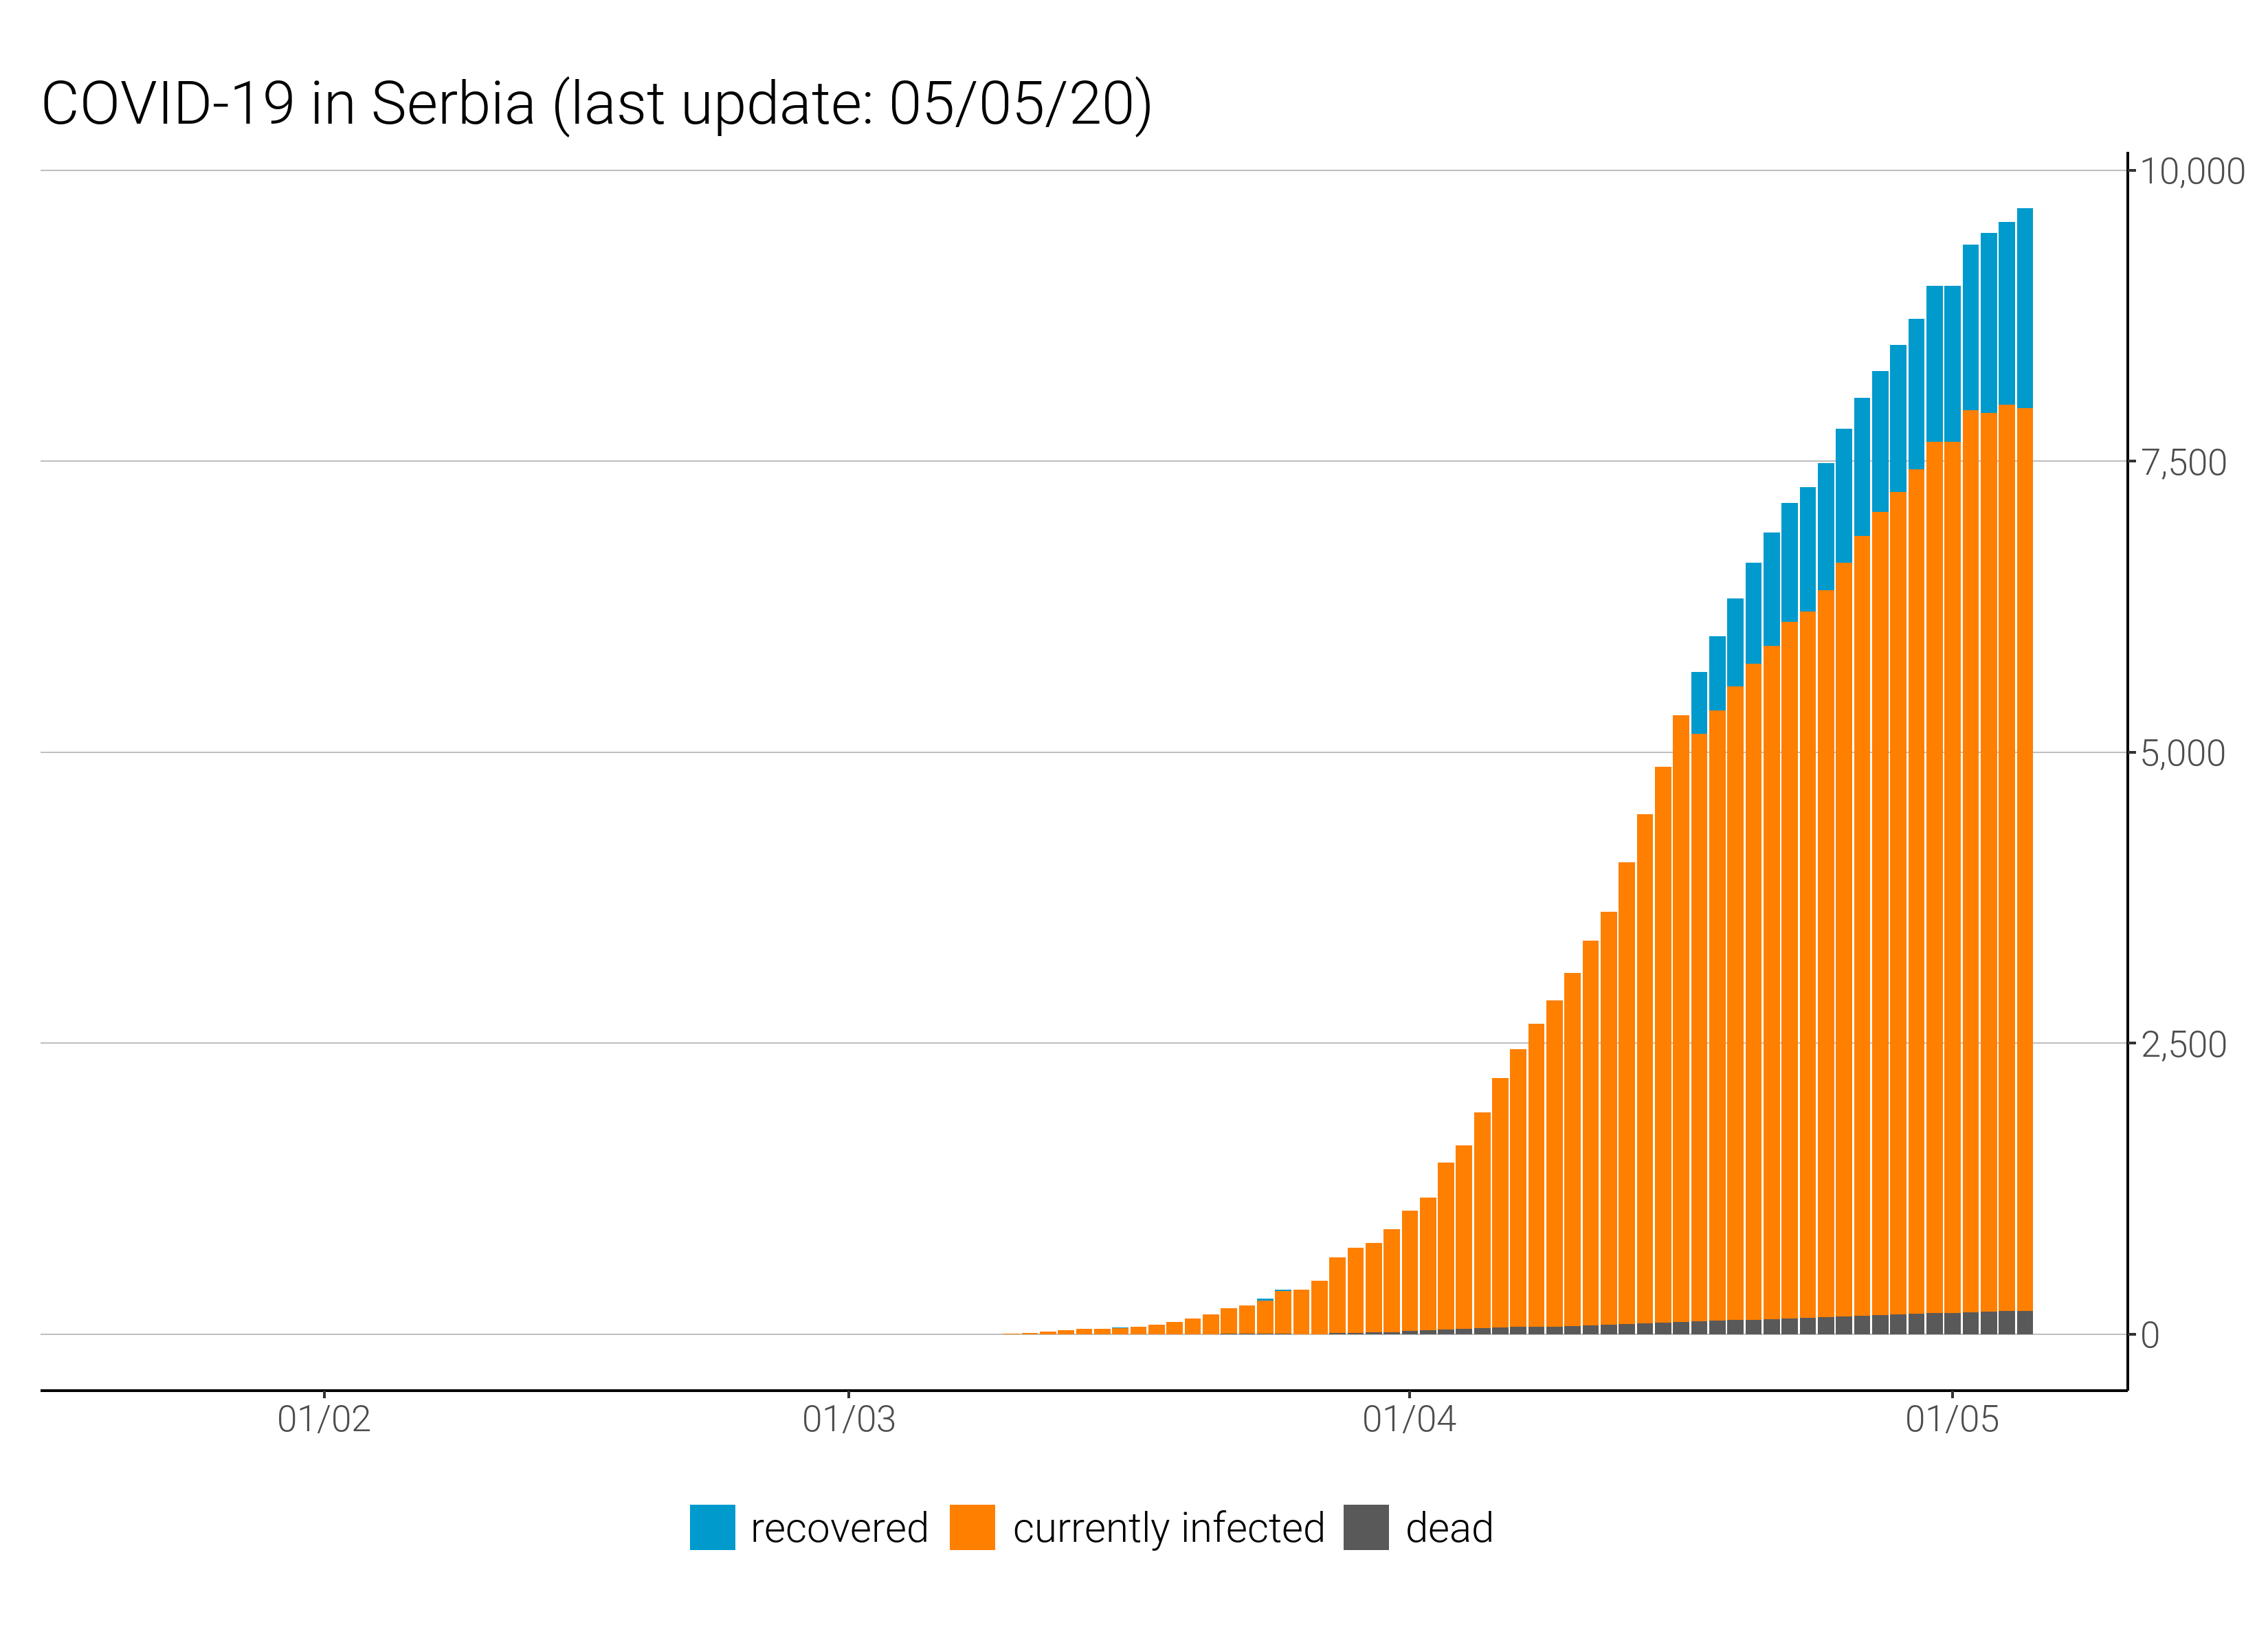 COVID-19 in Serbia (last update: 05/05/20)
10,000
7,500
5,000
2,500
0
01/02 01/03 01/04 01/05
recovered currently infected dead